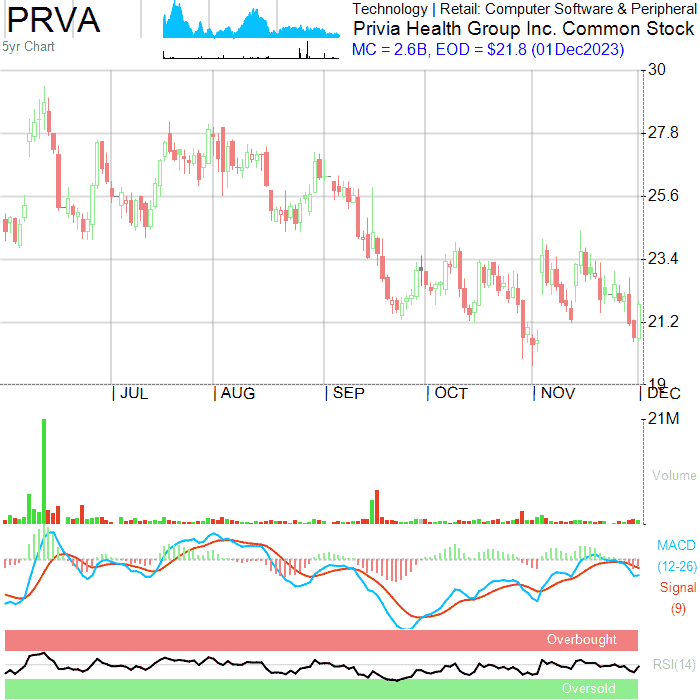 PRVA
5yr Chart
Technology | Retail: Computer Software & Peripheral
Privia Health Group Inc. Common Stock
MC = 2.6B, EOD = $21.8 (01Dec2023)
30
27.8
25.6
23.4
21.2
19
| JUL | AUG | SEP | OCT | NOV | DEC
21M
Volume
MACD
(12-26)
Signal
(9)
Overbought
RSI(14)
Oversold